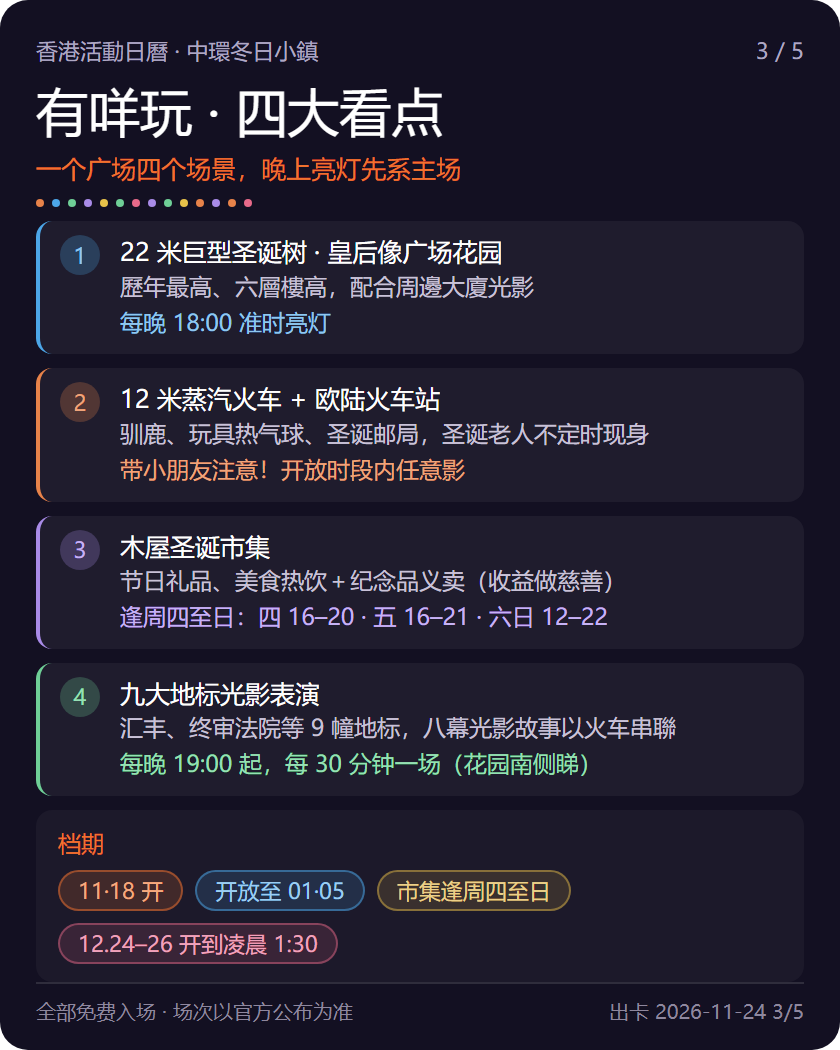 香港活動日曆 · 中環冬日小鎮
3 / 5
有咩玩 · 四大看点
一个广场四个场景，晚上亮灯先系主场
1
22 米巨型圣诞树 · 皇后像广场花园
歷年最高、六層樓高，配合周邊大廈光影
每晚 18:00 准时亮灯
2
12 米蒸汽火车 + 欧陆火车站
驯鹿、玩具热气球、圣诞邮局，圣诞老人不定时现身
带小朋友注意！开放时段内任意影
3
木屋圣诞市集
节日礼品、美食热饮 + 纪念品义卖（收益做慈善）
逢周四至日：四 16–20 · 五 16–21 · 六日 12–22
4
九大地标光影表演
汇丰、终审法院等 9 幢地标，八幕光影故事以火车串聯
每晚 19:00 起，每 30 分钟一场（花园南侧睇）
档期
11·18 开
开放至 01·05
市集逢周四至日
12.24–26 开到凌晨 1:30
全部免费入场 · 场次以官方公布为准
出卡 2026-11-24 3/5